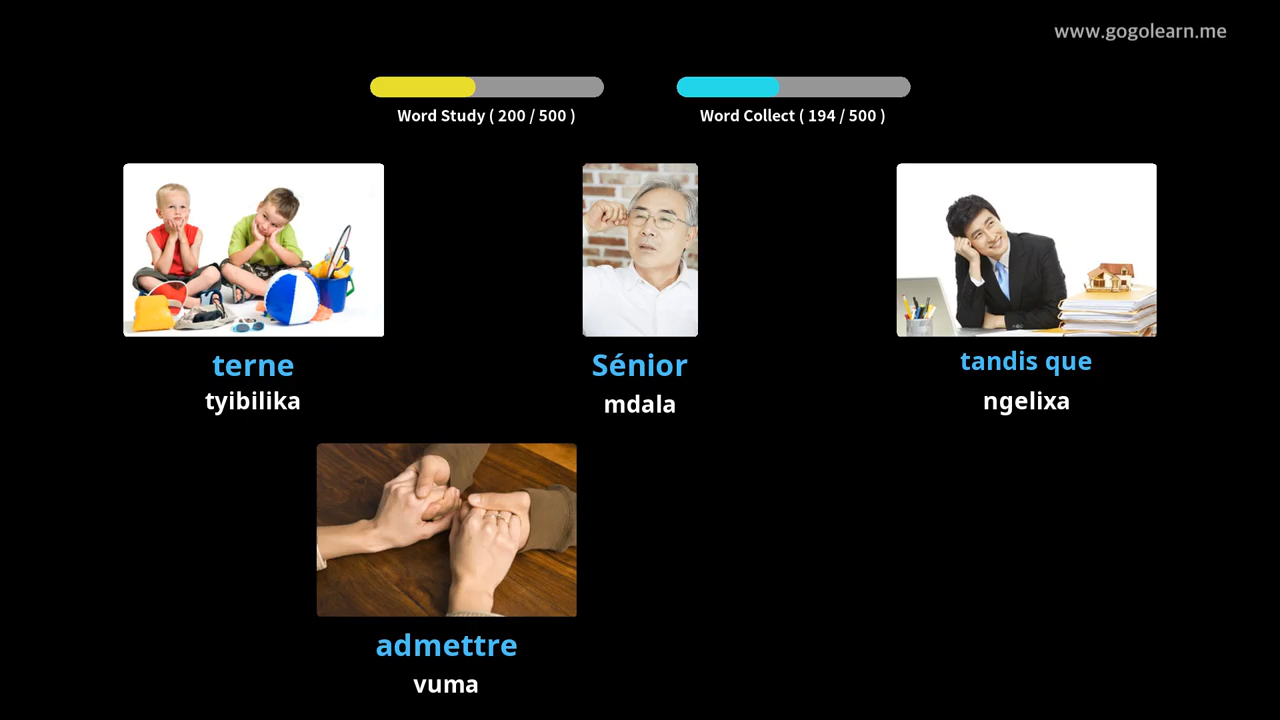 www.gogolearn.me
Word Study ( 200 / 500 )
Word Collect ( 194 / 500 )
terne
tyibilika
Sénior
mdala
tandis que
ngelixa
admettre
vuma